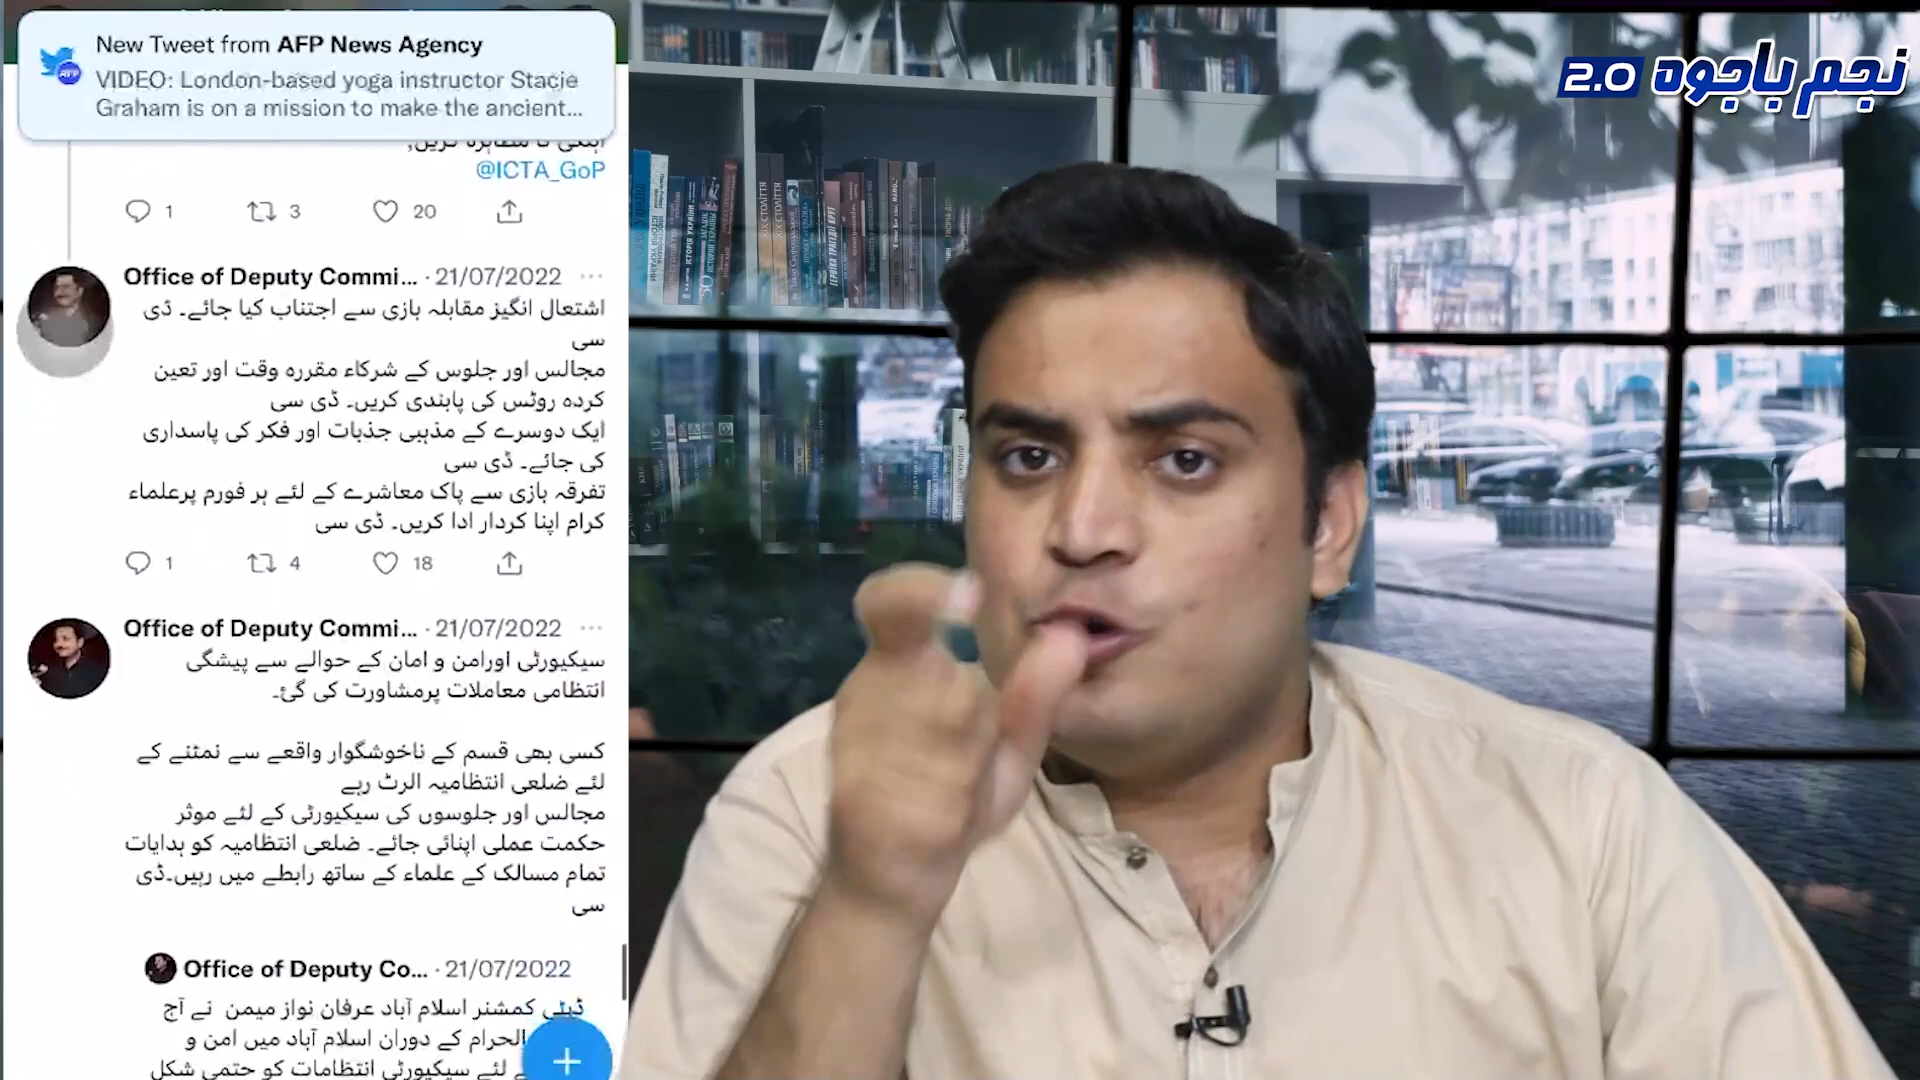 New Tweet from AFP News Agency
VIDEO: London-based yoga instructor Stacie
Graham is on a mission to make the ancient...
@ICTA_GoP
1 3 20
Office of Deputy Commi... · 21/07/2022
اشتعال انگیز مقابلہ بازی سے اجتناب کیا جائے۔ ڈی
سی
مجالس اور جلوس کے شرکاء مقررہ وقت اور تعین
کردہ روٹس کی پابندی کریں۔ ڈی سی
ایک دوسرے کے مذہبی جذبات اور فکر کی پاسداری
کی جائے۔ ڈی سی
تفرقہ بازی سے پاک معاشرے کے لئے ہر فورم پرعلماء
کرام اپنا کردار ادا کریں۔ ڈی سی
1 4 18
Office of Deputy Commi... · 21/07/2022
سیکیورٹی اورامن و امان کے حوالے سے پیشگی
انتظامی معاملات پرمشاورت کی گئ۔
کسی بھی قسم کے ناخوشگوار واقعے سے نمٹنے کے
لئے ضلعی انتظامیہ الرٹ رہے
مجالس اور جلوسوں کی سیکیورٹی کے لئے موثر
حکمت عملی اپنائی جائے۔ ضلعی انتظامیہ کو ہدایات
تمام مسالک کے علماء کے ساتھ رابطے میں رہیں۔ڈی
سی
Office of Deputy Co... · 21/07/2022
ڈپٹی کمشنر اسلام آباد عرفان نواز میمن نے آج
الحرام کے دوران اسلام آباد میں امن و
لئے سیکیورٹی انتظامات کو حتمی شکل
نجم باجوہ 2.0